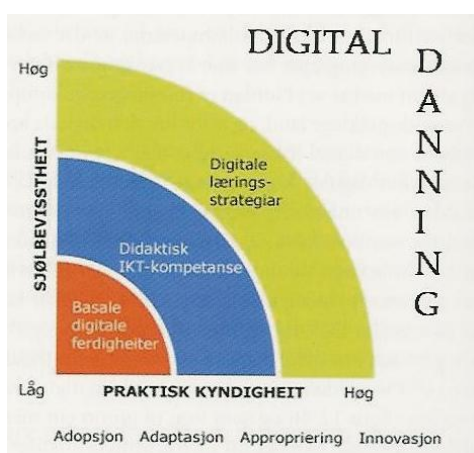 DIGITAL
DANNING
Høg
SJØLBEVISSTHEIT
Digitale
lærings-
strategiar
Didaktisk
IKT-kompetanse
Basale
digitale
ferdigheiter
Låg
PRAKTISK KYNDIGHEIT
Høg
Adopsjon Adaptasjon Appropriering Innovasjon